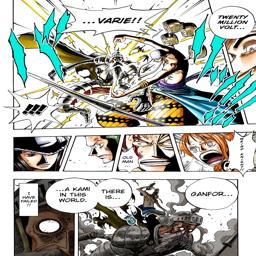 TWENTY
MILLION
VOLT...
...VARIE!!
!!!
OLD
MAN
GANFOR...
THERE
IS...
...A KAMI
IN THIS
WORLD.
I
HAVE
FAILED
!!